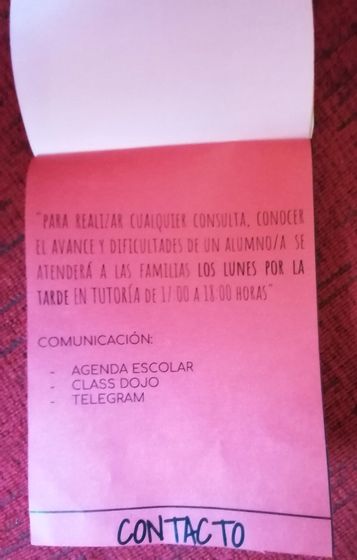 "PARA REALIZAR CUALQUIER CONSULTA, CONOCER
EL AVANCE Y DIFICULTADES DE UN ALUMNO/A SE
ATENDERÁ A LAS FAMILIAS LOS LUNES POR LA
TARDE EN TUTORÍA DE 17:00 A 18:00 HORAS"
COMUNICACIÓN:
- AGENDA ESCOLAR
- CLASS DOJO
- TELEGRAM
CONTACTO